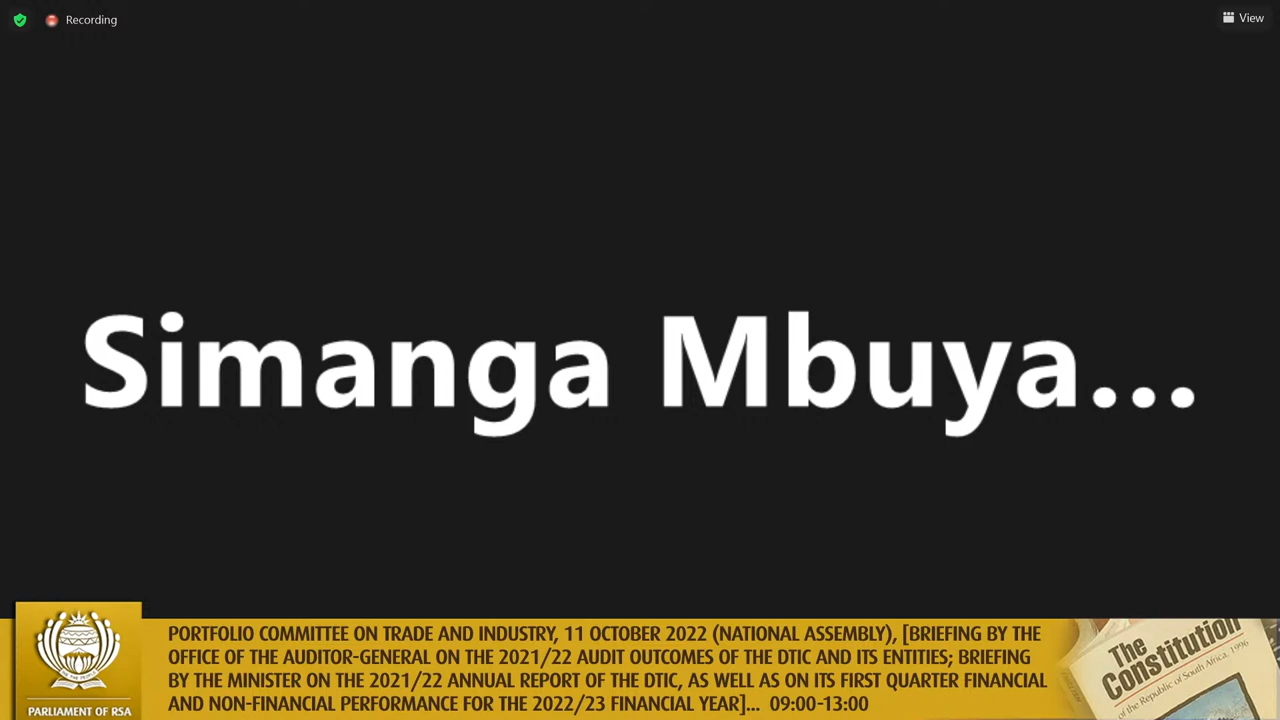 Recording
View
Simanga Mbuya...
PORTFOLIO COMMITTEE ON TRADE AND INDUSTRY, 11 OCTOBER 2022 (NATIONAL ASSEMBLY), [BRIEFING BY THE
OFFICE OF THE AUDITOR-GENERAL ON THE 2021/22 AUDIT OUTCOMES OF THE DTIC AND ITS ENTITIES; BRIEFING
BY THE MINISTER ON THE 2021/22 ANNUAL REPORT OF THE DTIC, AS WELL AS ON ITS FIRST QUARTER FINANCIAL
AND NON-FINANCIAL PERFORMANCE FOR THE 2022/23 FINANCIAL YEAR]... 09:00-13:00
PARLIAMENT OF RSA
The
Constitution
of the Republic of South Africa, 1996